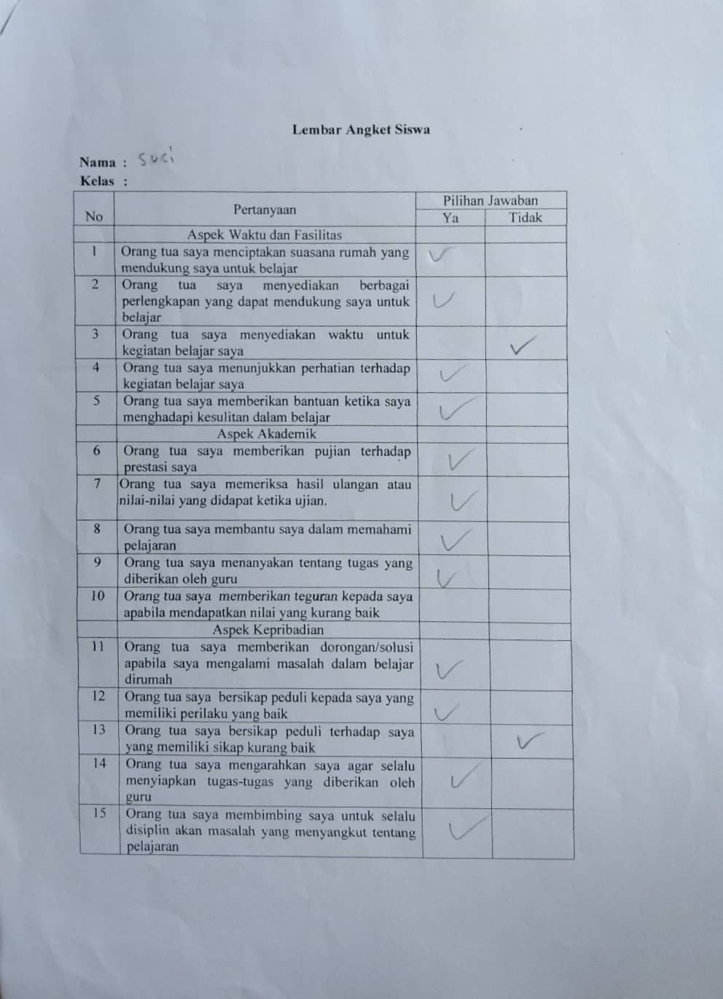 Lembar Angket Siswa
Nama : Suci
Kelas :
No Pertanyaan Pilihan Jawaban
Ya Tidak
Aspek Waktu dan Fasilitas
1 Orang tua saya menciptakan suasana rumah yang ✓
mendukung saya untuk belajar
2 Orang tua saya menyediakan berbagai
perlengkapan yang dapat mendukung saya untuk ✓
belajar
3 Orang tua saya menyediakan waktu untuk
kegiatan belajar saya ✓
4 Orang tua saya menunjukkan perhatian terhadap ✓
kegiatan belajar saya
5 Orang tua saya memberikan bantuan ketika saya ✓
menghadapi kesulitan dalam belajar
Aspek Akademik
6 Orang tua saya memberikan pujian terhadap ✓
prestasi saya
7 Orang tua saya memeriksa hasil ulangan atau
nilai-nilai yang didapat ketika ujian. ✓
8 Orang tua saya membantu saya dalam memahami ✓
pelajaran
9 Orang tua saya menanyakan tentang tugas yang
diberikan oleh guru ✓
10 Orang tua saya memberikan teguran kepada saya
apabila mendapatkan nilai yang kurang baik
Aspek Kepribadian
11 Orang tua saya memberikan dorongan/solusi
apabila saya mengalami masalah dalam belajar ✓
dirumah
12 Orang tua saya bersikap peduli kepada saya yang
memiliki perilaku yang baik ✓
13 Orang tua saya bersikap peduli terhadap saya
yang memiliki sikap kurang baik ✓
14 Orang tua saya mengarahkan saya agar selalu
menyiapkan tugas-tugas yang diberikan oleh ✓
guru
15 Orang tua saya membimbing saya untuk selalu
disiplin akan masalah yang menyangkut tentang ✓
pelajaran